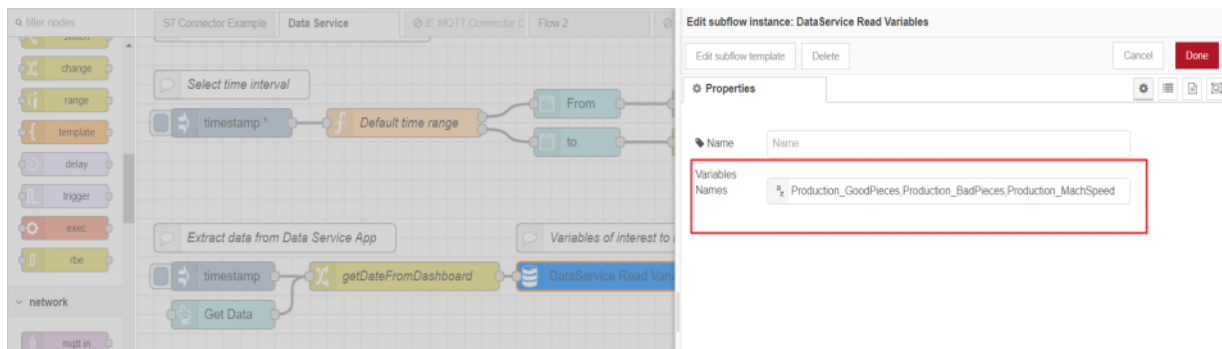 filter nodes
switch
change
range
template
delay
trigger
exec
rbe
network
mqtt in
S7 Connector Example
Data Service
IE MQTT Connector C
Flow 2
Select time interval
timestamp ¹
f
Default time range
From
to
Extract data from Data Service App
Variables of interest to
timestamp
getDateFromDashboard
DataService Read Varia
Get Data
Edit subflow instance: DataService Read Variables
Edit subflow template
Delete
Cancel
Done
Properties
Name
Name
Variables
Names
Production_GoodPieces,Production_BadPieces,Production_MachSpeed